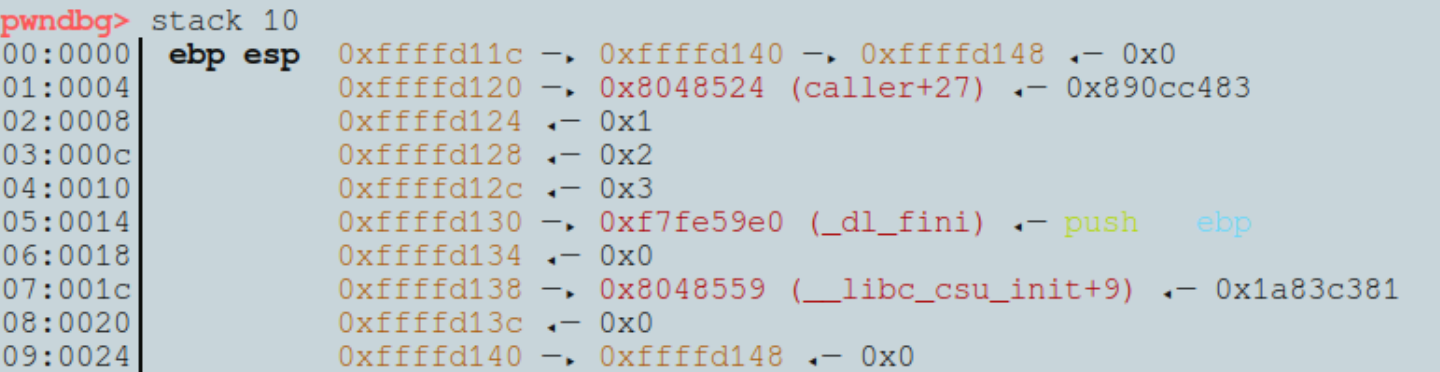 pwndbg> stack 10
00:0000│ ebp esp 0xffffd11c —▸ 0xffffd140 —▸ 0xffffd148 ◂— 0x0
01:0004│ 0xffffd120 —▸ 0x8048524 (caller+27) ◂— 0x890cc483
02:0008│ 0xffffd124 ◂— 0x1
03:000c│ 0xffffd128 ◂— 0x2
04:0010│ 0xffffd12c ◂— 0x3
05:0014│ 0xffffd130 —▸ 0xf7fe59e0 (_dl_fini) ◂— push ebp
06:0018│ 0xffffd134 ◂— 0x0
07:001c│ 0xffffd138 —▸ 0x8048559 (__libc_csu_init+9) ◂— 0x1a83c381
08:0020│ 0xffffd13c ◂— 0x0
09:0024│ 0xffffd140 —▸ 0xffffd148 ◂— 0x0